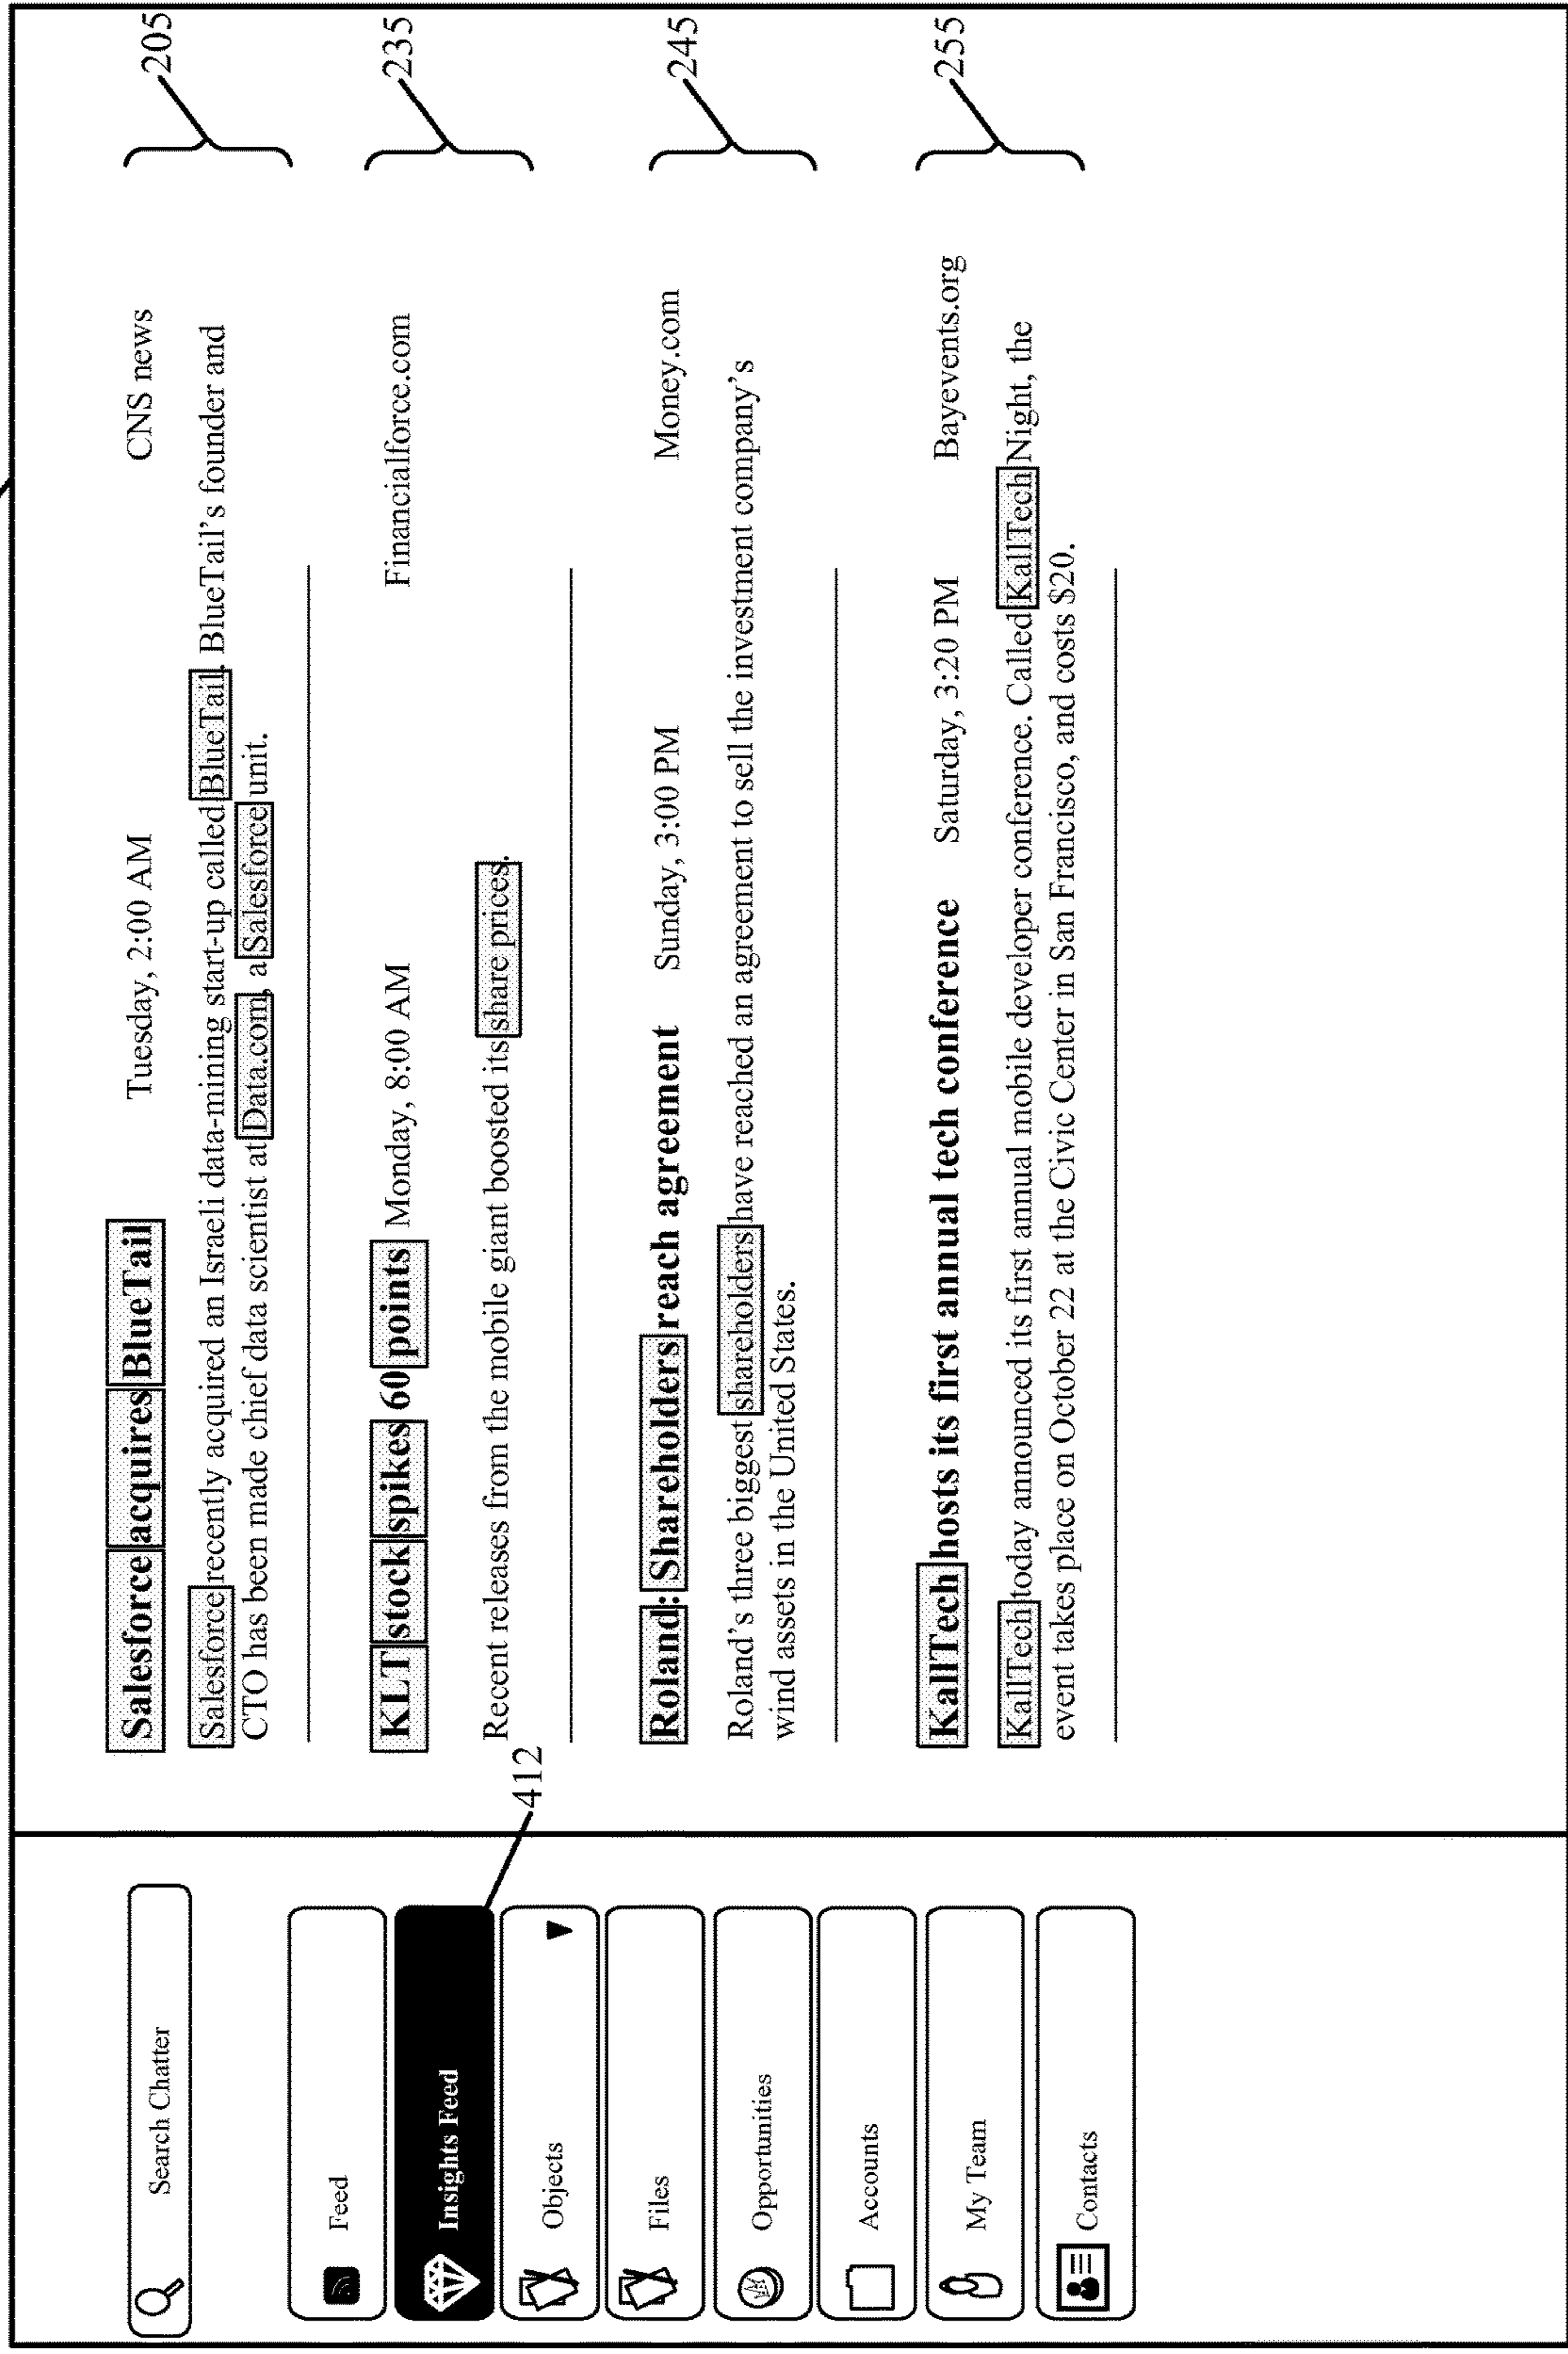 Search Chatter
Feed
Insights Feed
412
Objects
Files
Opportunities
Accounts
My Team
Contacts
Salesforce acquires BlueTail Tuesday, 2:00 AM CNS news
Salesforce recently acquired an Israeli data-mining start-up called BlueTail. BlueTail's founder and
CTO has been made chief data scientist at Data.com, a Salesforce unit.
205
KLT stock spikes 60 points Monday, 8:00 AM Financialforce.com
Recent releases from the mobile giant boosted its share prices.
235
Roland: Shareholders reach agreement Sunday, 3:00 PM Money.com
Roland's three biggest shareholders have reached an agreement to sell the investment company's
wind assets in the United States.
245
KallTech hosts its first annual tech conference Saturday, 3:20 PM Bayevents.org
KallTech today announced its first annual mobile developer conference. Called KallTech Night, the
event takes place on October 22 at the Civic Center in San Francisco, and costs $20.
255